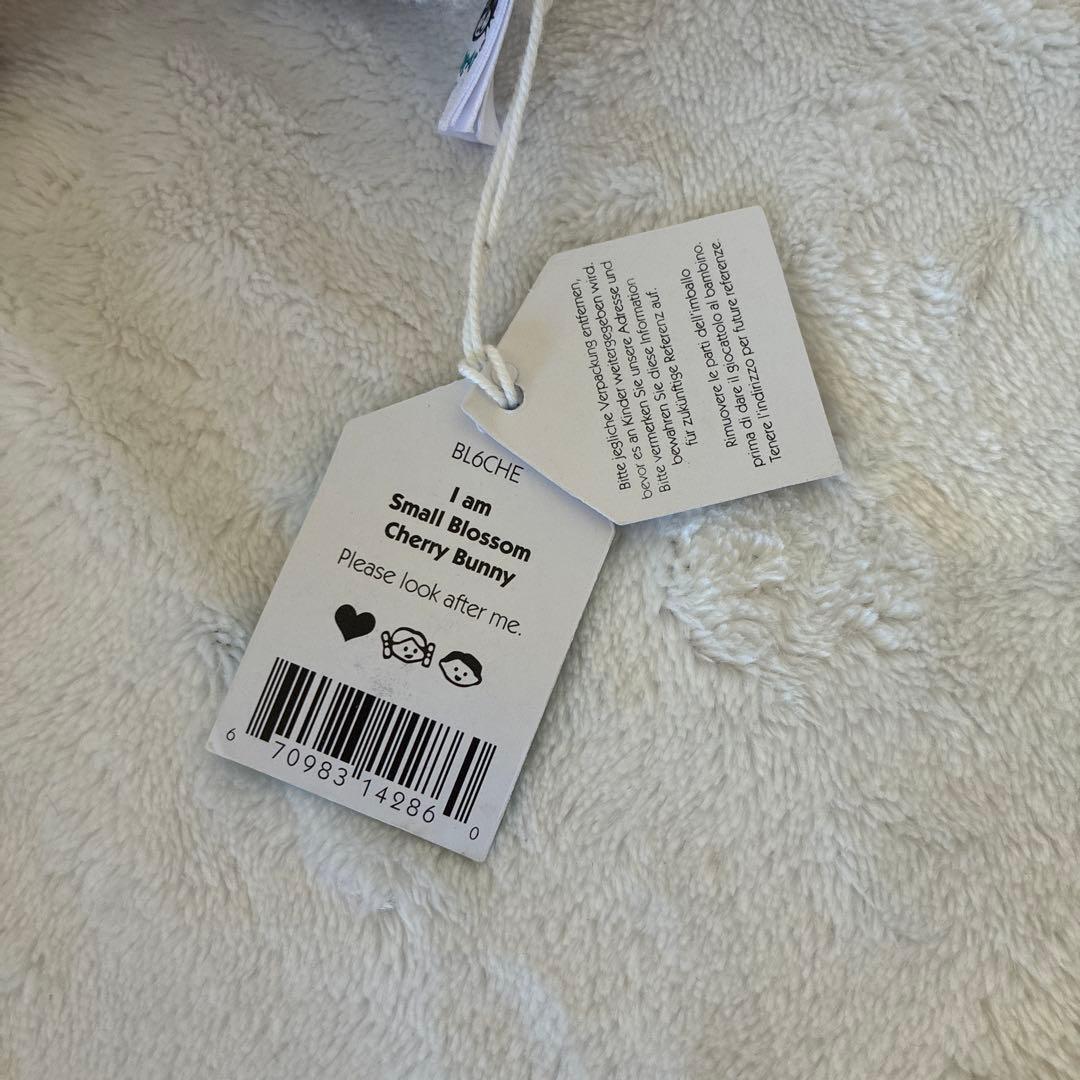 BL6CHE
I am
Small Blossom
Cherry Bunny
Please look after me.
6 70983 14286 0
Bitte jegliche Verpackung entfernen,
bevor es an Kinder weitergegeben wird.
Bitte vermerken Sie unsere Adresse und
bewahren Sie diese Information
für zukünftige Referenz auf.
Rimuovere le parti dell'imballo
prima di dare il giocattolo al bambino.
Tenere l'indirizzo per future referenze.